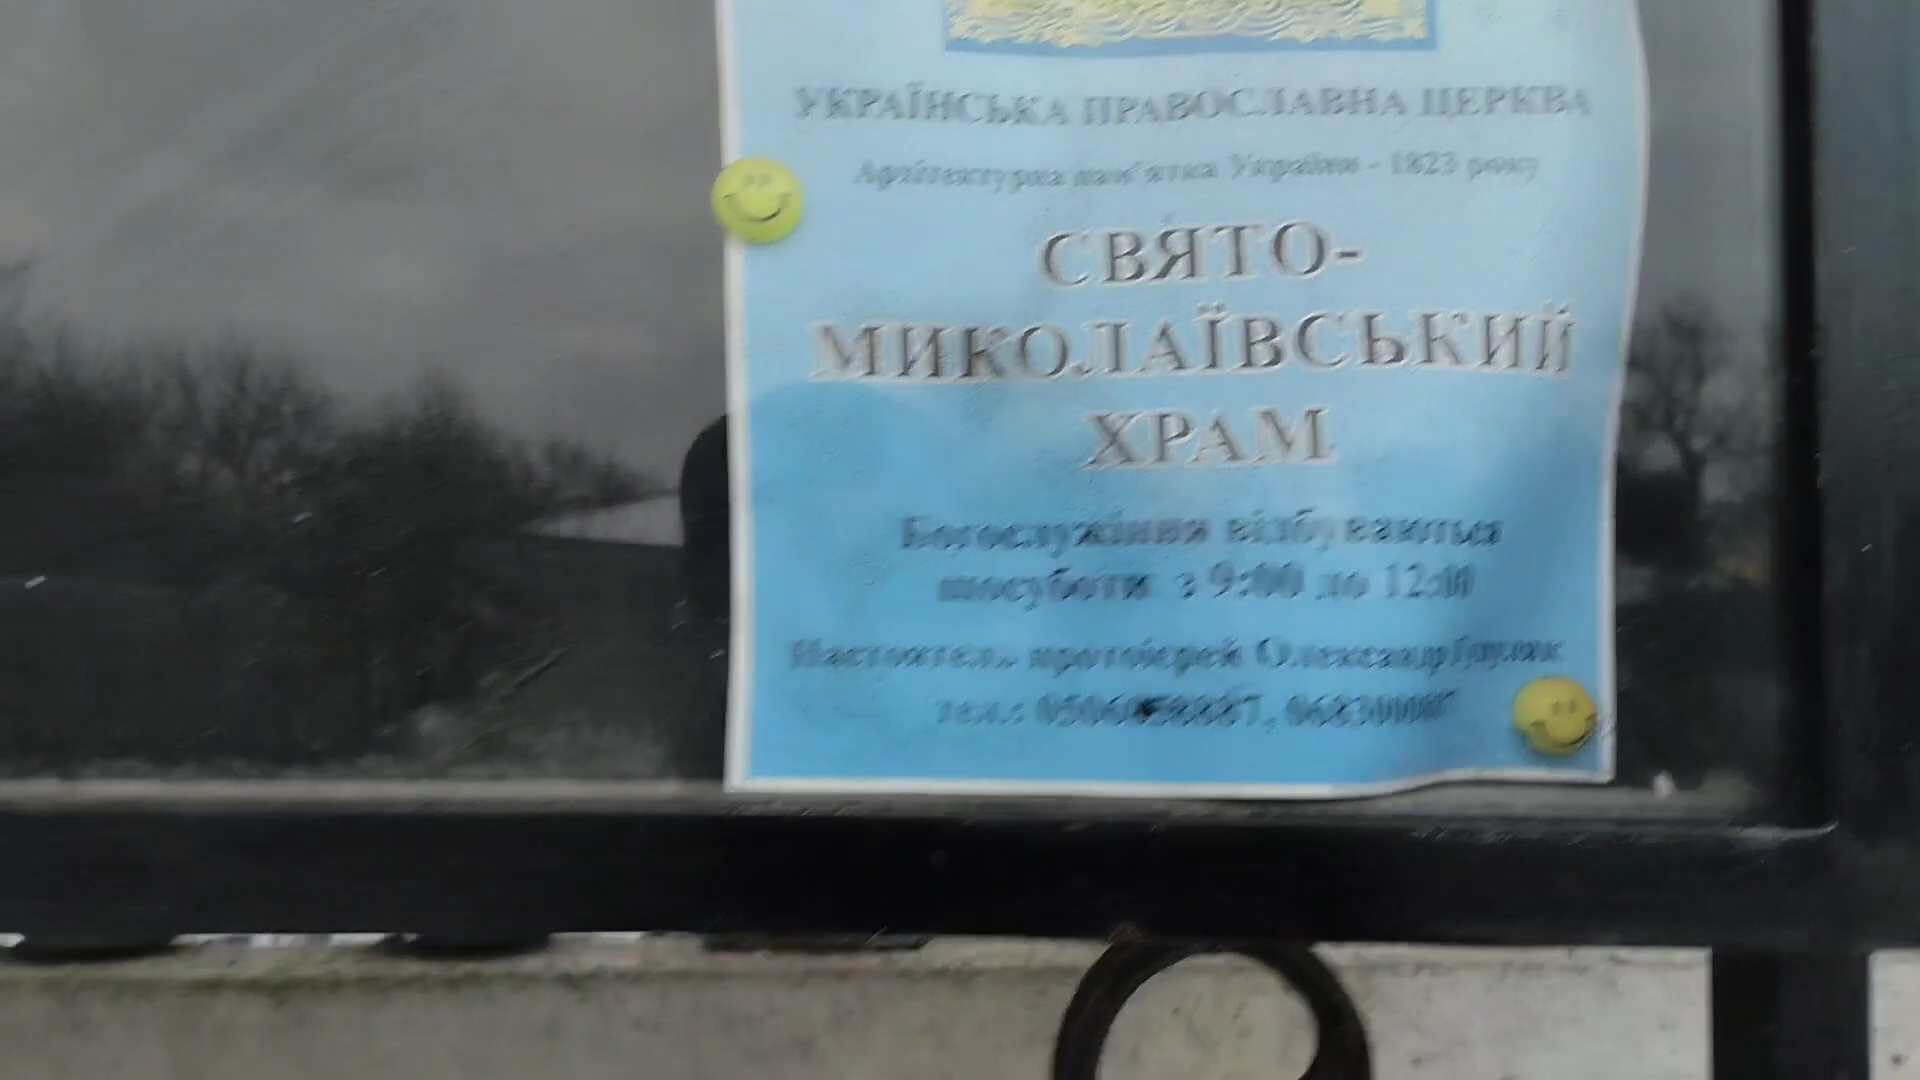 УКРАЇНСЬКА ПРАВОСЛАВНА ЦЕРКВА
Архітектурна пам'ятка України - 1823 року
СВЯТО-
МИКОЛАЇВСЬКИЙ
ХРАМ
Богослужіння відбуваються
щосуботи з 9:00 до 12:00
Настоятель протоієрей Олександр
тел.: